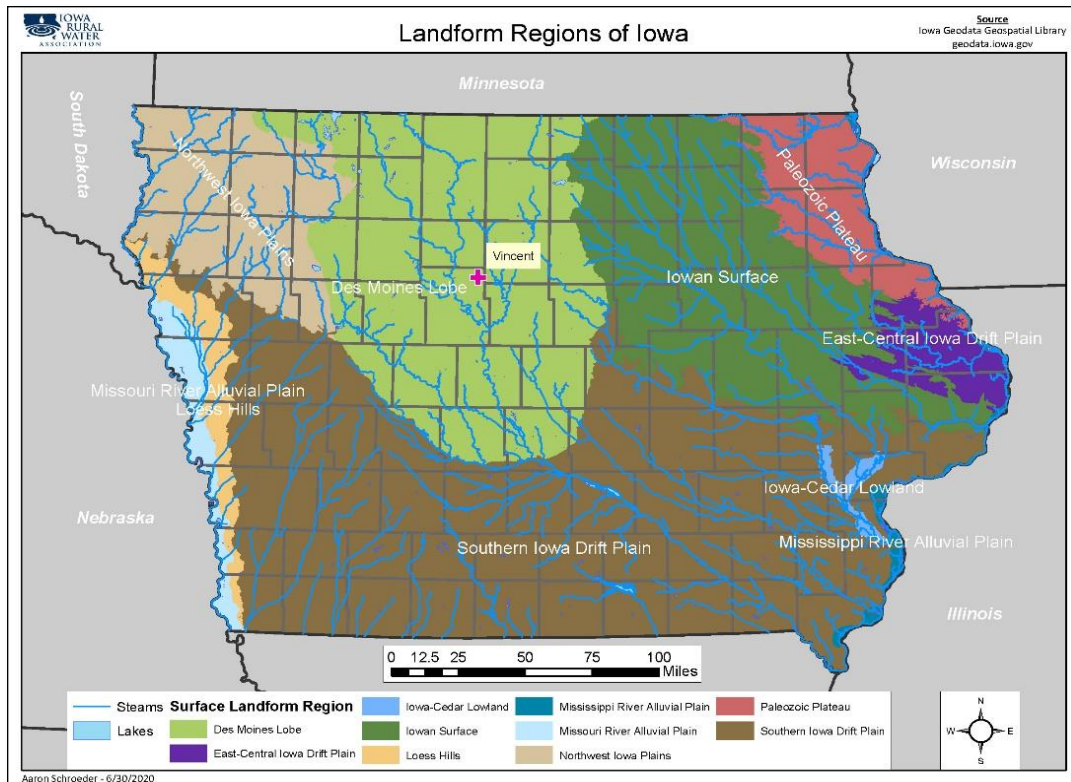 IOWA
RURAL
WATER
ASSOCIATION
Landform Regions of Iowa
Source
Iowa Geodata Geospatial Library
geodata.iowa.gov
Minnesota
South Dakota
Wisconsin
Northwest Iowa Plains
Paleozoic Plateau
Vincent
Des Moines Lobe
Iowan Surface
East-Central Iowa Drift Plain
Missouri River Alluvial Plain
Loess Hills
Iowa-Cedar Lowland
Nebraska
Southern Iowa Drift Plain
Mississippi River Alluvial Plain
Illinois
0 12.5 25 50 75 100
Miles
Steams
Lakes
Surface Landform Region
Des Moines Lobe
East-Central Iowa Drift Plain
Iowa-Cedar Lowland
Iowan Surface
Loess Hills
Mississippi River Alluvial Plain
Missouri River Alluvial Plain
Northwest Iowa Plains
Paleozoic Plateau
Southern Iowa Drift Plain
N
W E
S
Aaron Schroeder - 6/30/2020